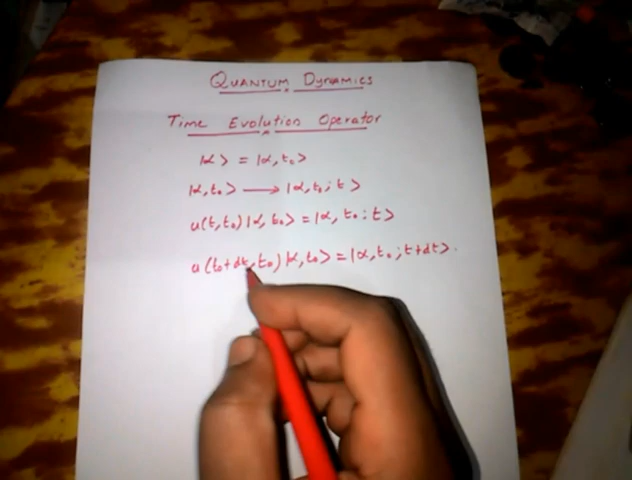 QUANTUM DYNAMICS
TIME EVOLUTION OPERATOR
|α> = |α, t₀>
|α, t₀> ⟶ |α, t₀; t>
u(t, t₀) |α, t₀> = |α, t₀; t>
u(t₀+dt, t₀) |α, t₀> = |α, t₀; t+dt>.